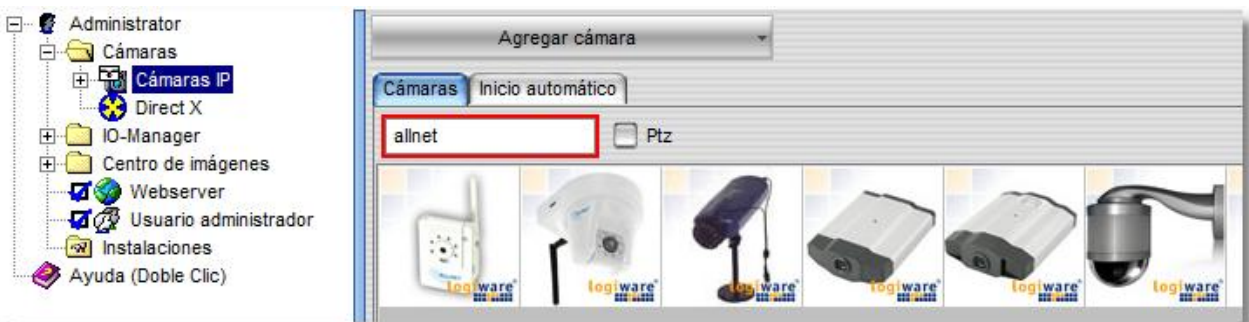 Administrator
Cámaras
Cámaras IP
Direct X
IO-Manager
Centro de imágenes
Webserver
Usuario administrador
Instalaciones
Ayuda (Doble Clic)
Agregar cámara
Cámaras
Inicio automático
allnet
Ptz
logiware
logiware
logiware
logiware
logiware
logiware